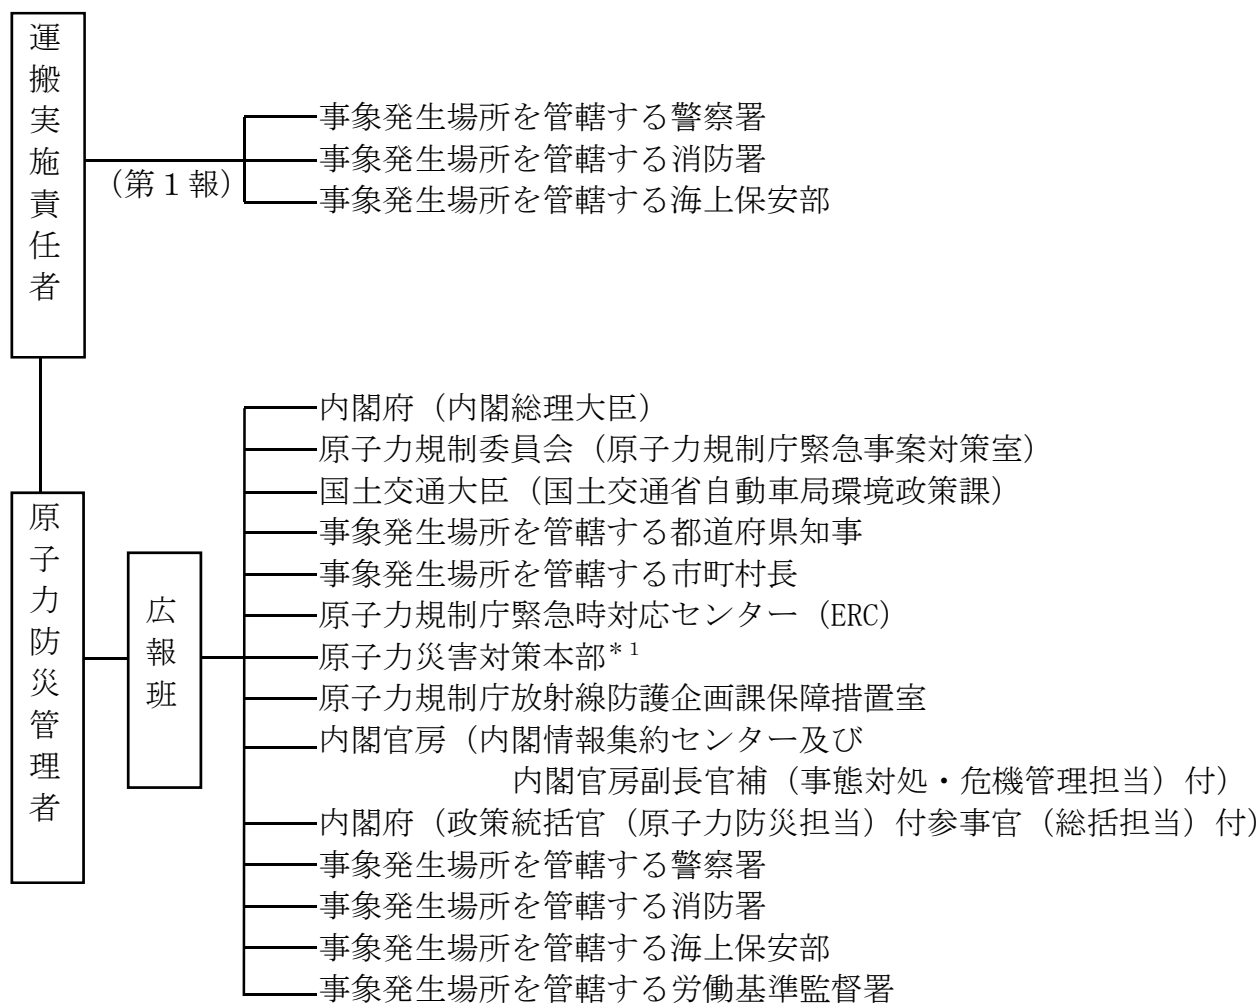 運搬実施責任者
（第１報）
事象発生場所を管轄する警察署
事象発生場所を管轄する消防署
事象発生場所を管轄する海上保安部
原子力防災管理者
広報班
内閣府（内閣総理大臣）
原子力規制委員会（原子力規制庁緊急事案対策室）
国土交通大臣（国土交通省自動車局環境政策課）
事象発生場所を管轄する都道府県知事
事象発生場所を管轄する市町村長
原子力規制庁緊急時対応センター（ERC）
原子力災害対策本部＊１
原子力規制庁放射線防護企画課保障措置室
内閣官房（内閣情報集約センター及び
内閣官房副長官補（事態対処・危機管理担当）付）
内閣府（政策統括官（原子力防災担当）付参事官（総括担当）付）
事象発生場所を管轄する警察署
事象発生場所を管轄する消防署
事象発生場所を管轄する海上保安部
事象発生場所を管轄する労働基準監督署